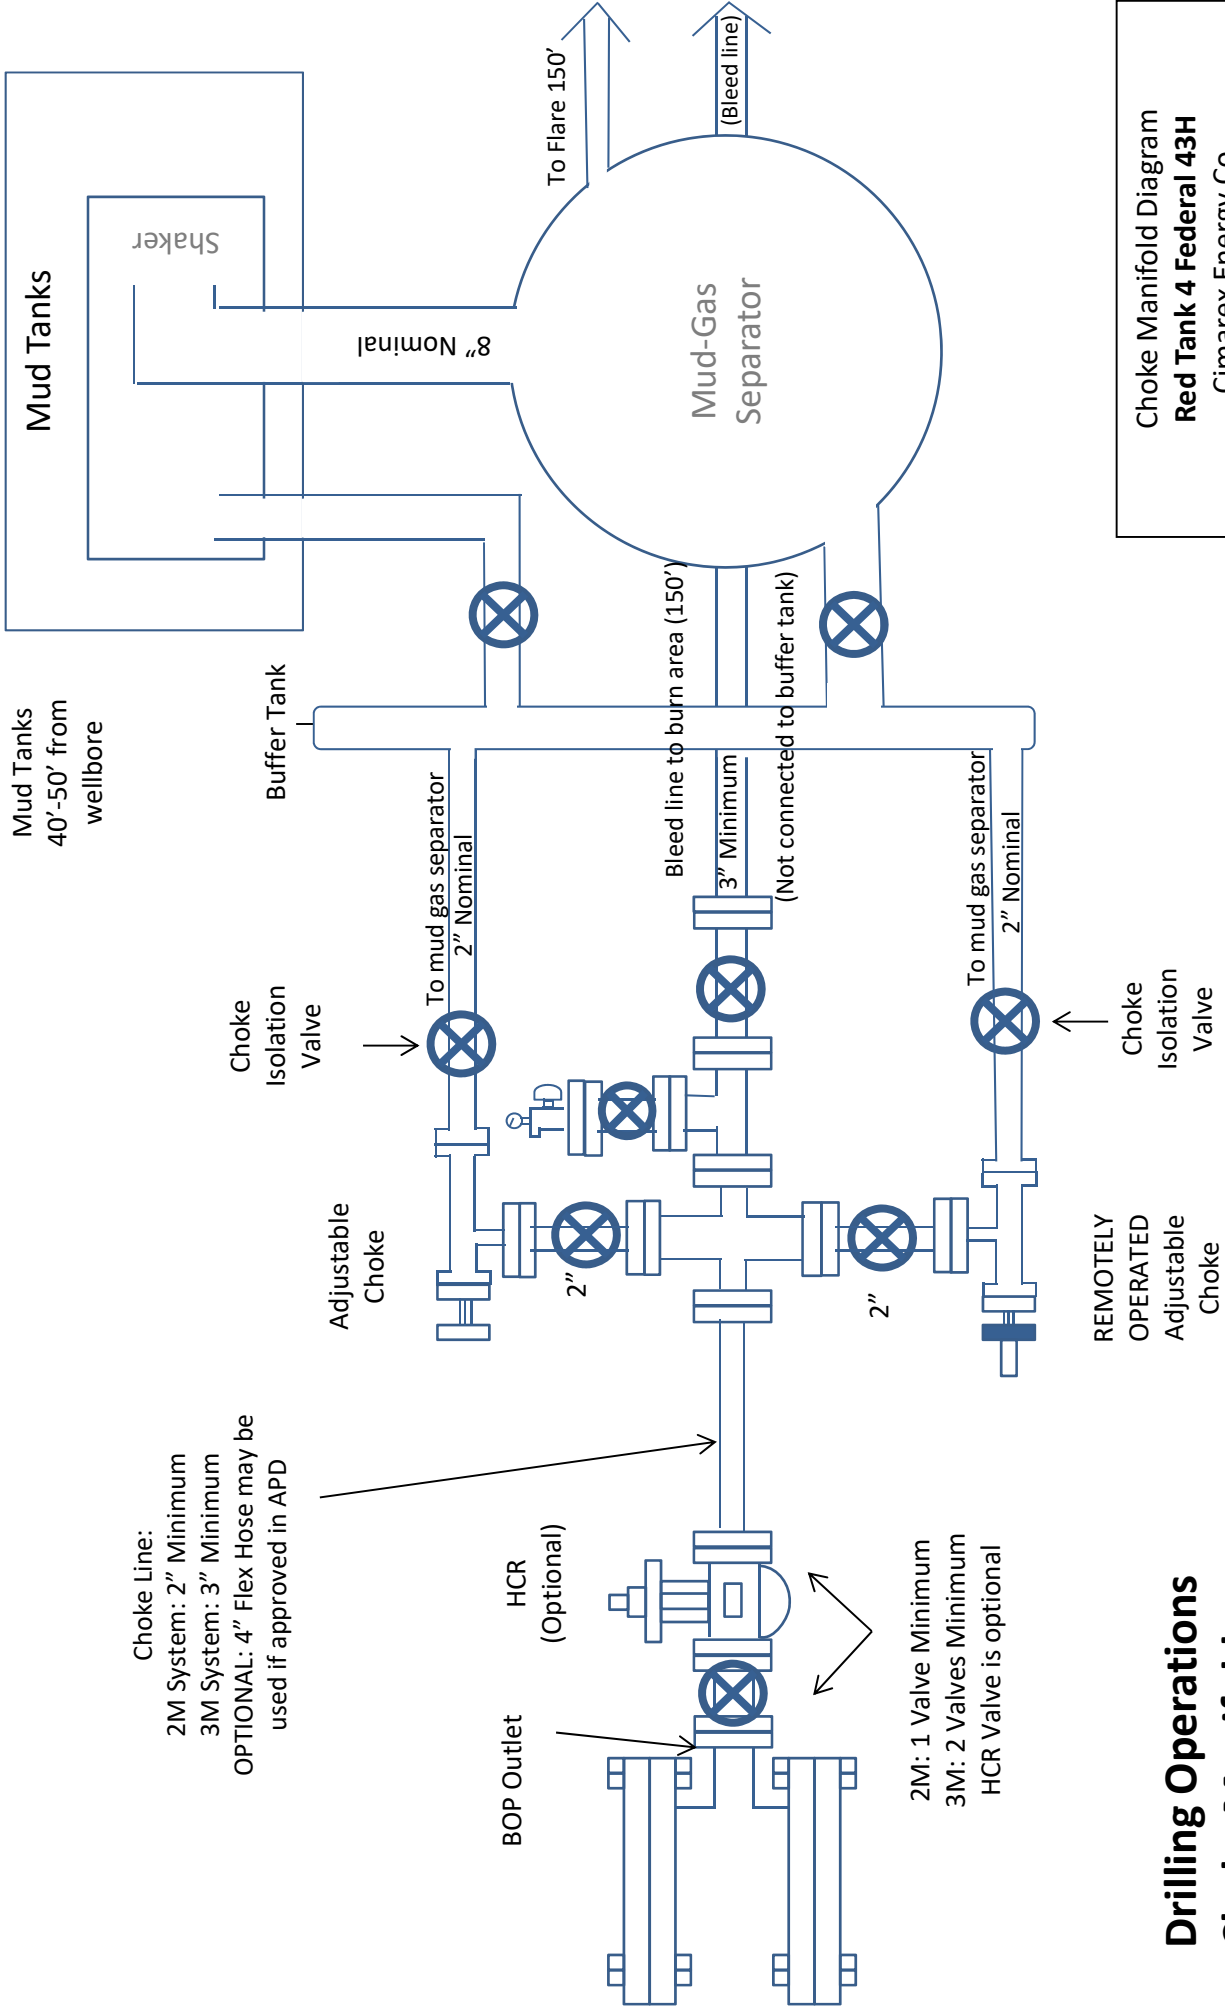 Mud Tanks
40’-50’ from
wellbore
Mud Tanks
Shaker
8” Nominal
Buffer Tank
To Flare 150’
(Bleed line)
Mud-Gas
Separator
Choke
Isolation
Valve
To mud gas separator
2” Nominal
Bleed line to burn area (150’)
3” Minimum
(Not connected to buffer tank)
To mud gas separator
2” Nominal
Choke
Isolation
Valve
Adjustable
Choke
2”
2”
REMOTELY
OPERATED
Adjustable
Choke
Choke Line:
2M System: 2” Minimum
3M System: 3” Minimum
OPTIONAL: 4” Flex Hose may be
used if approved in APD
HCR
(Optional)
BOP Outlet
2M: 1 Valve Minimum
3M: 2 Valves Minimum
HCR Valve is optional
Drilling Operations
Choke Manifold
Choke Manifold Diagram
Red Tank 4 Federal 43H
Cimarex Energy Co.